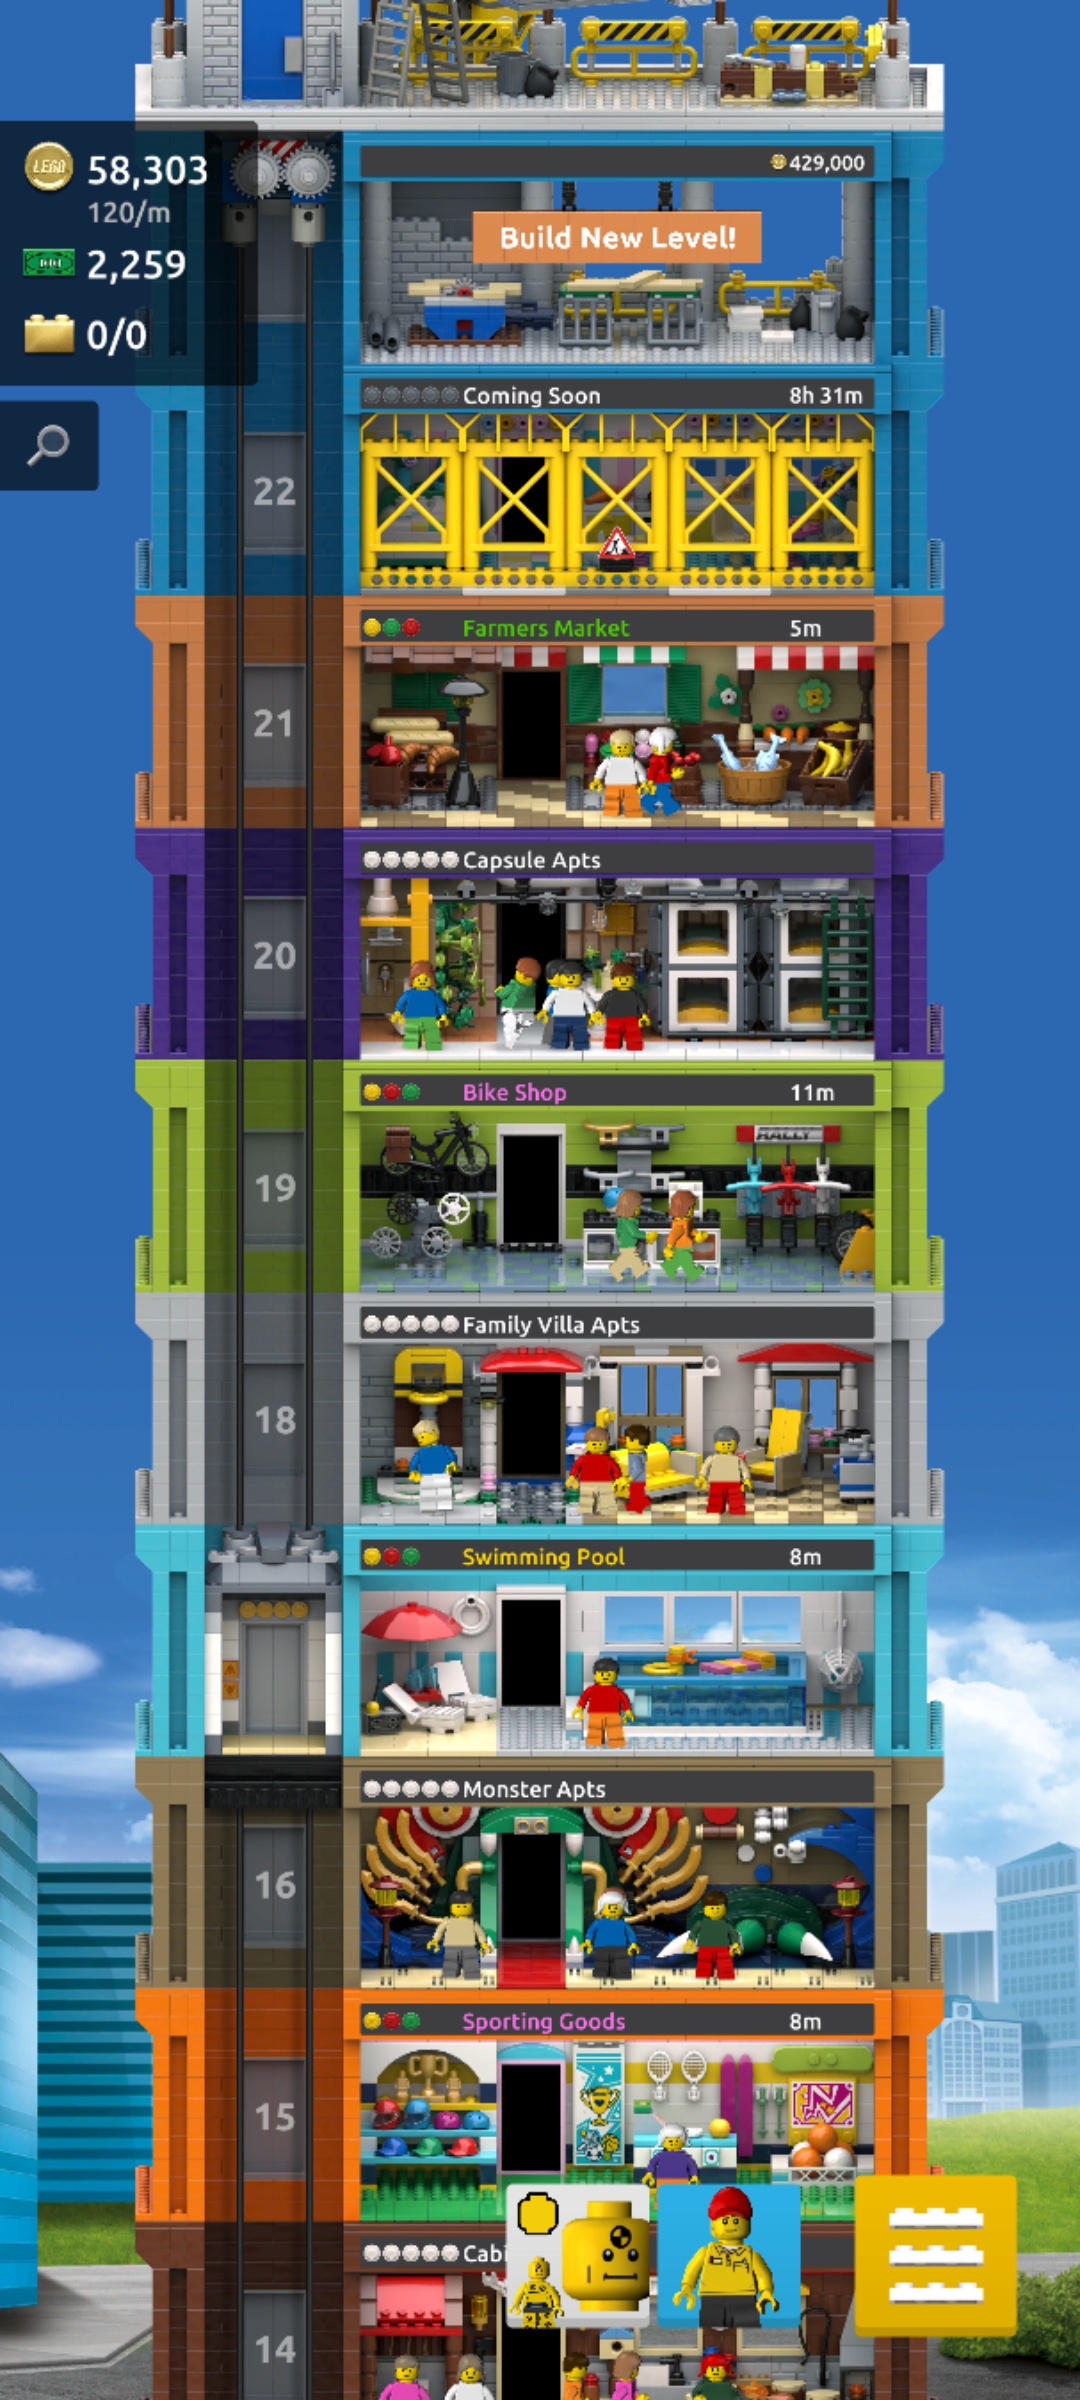 LEGO
58,303
120/m
2,259
0/0
429,000
Build New Level!
Coming Soon 8h 31m
22
Farmers Market 5m
21
Capsule Apts
20
Bike Shop 11m
RALLY
19
Family Villa Apts
18
Swimming Pool 8m
Monster Apts
16
Sporting Goods 8m
15
Cabi
14